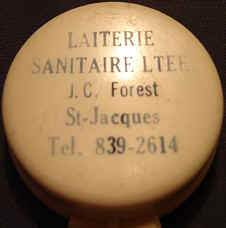 LAITERIE
SANITAIRE LTEE
J.C. Forest
St-Jacques
Tel. 839-2614